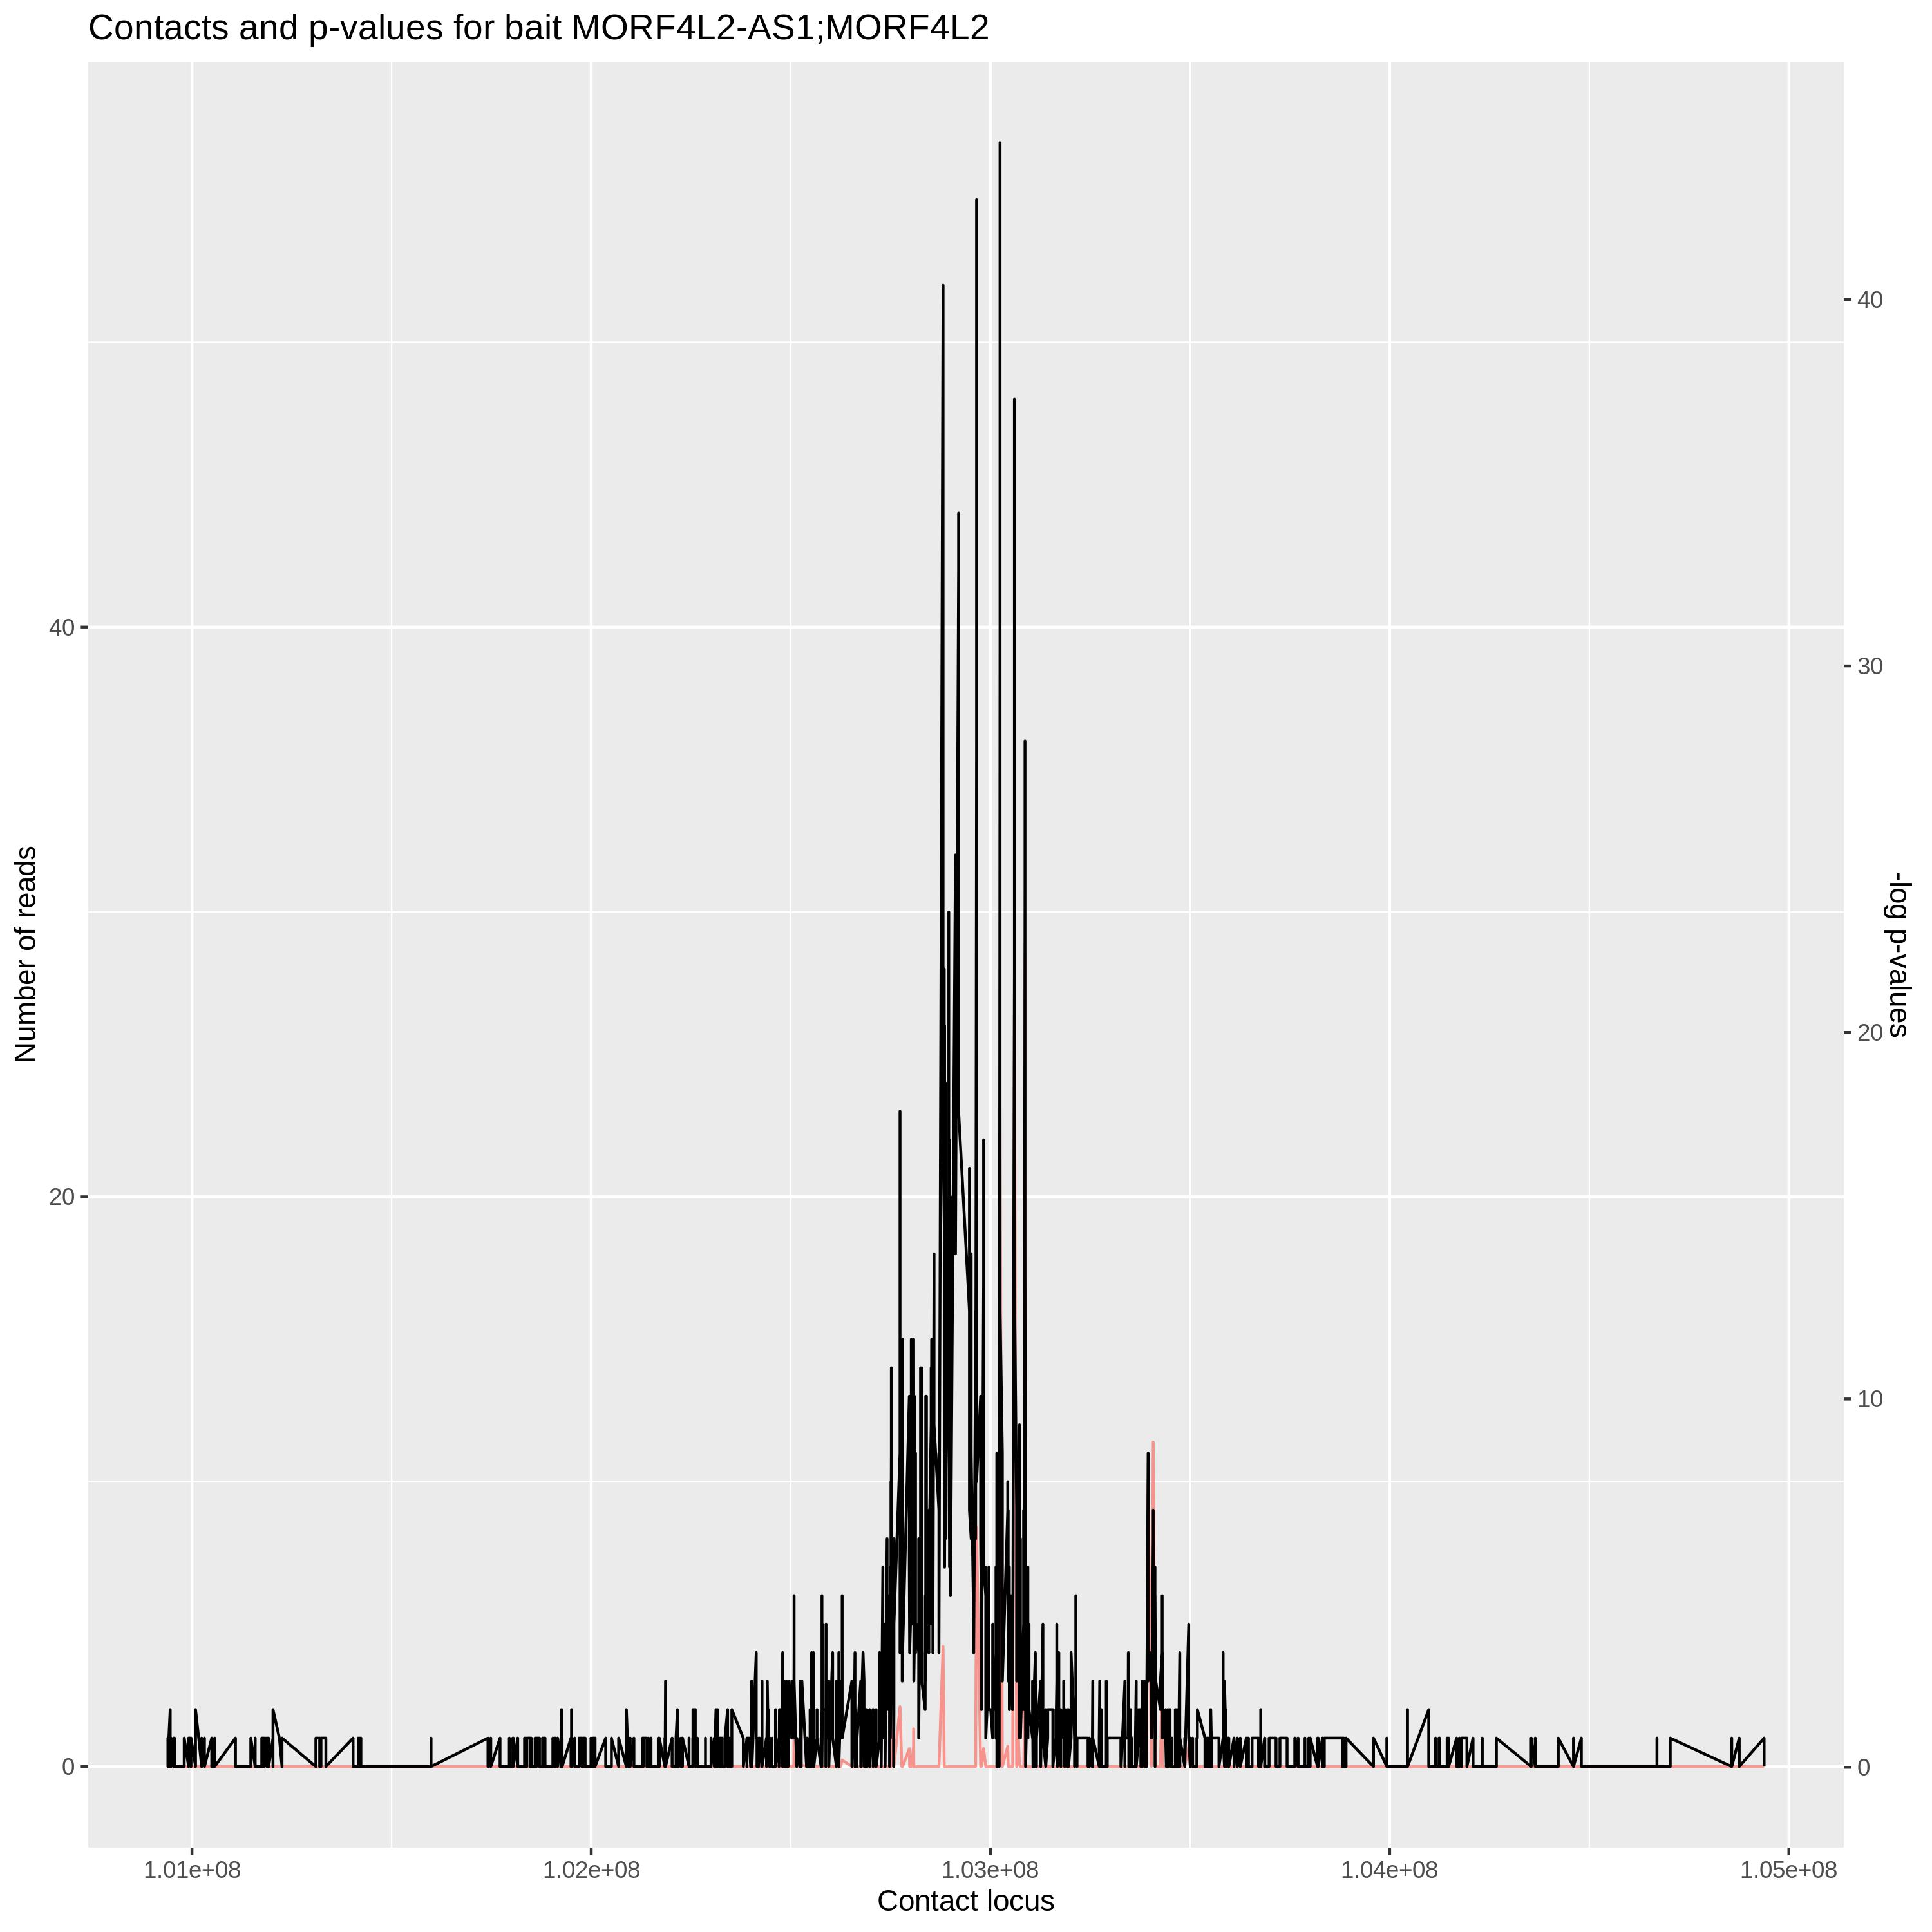 Contacts and p-values for bait MORF4L2-AS1;MORF4L2
Number of reads
40
20
0
40
30
20
10
0
-log p-values
1.01e+08 1.02e+08 1.03e+08 1.04e+08 1.05e+08
Contact locus